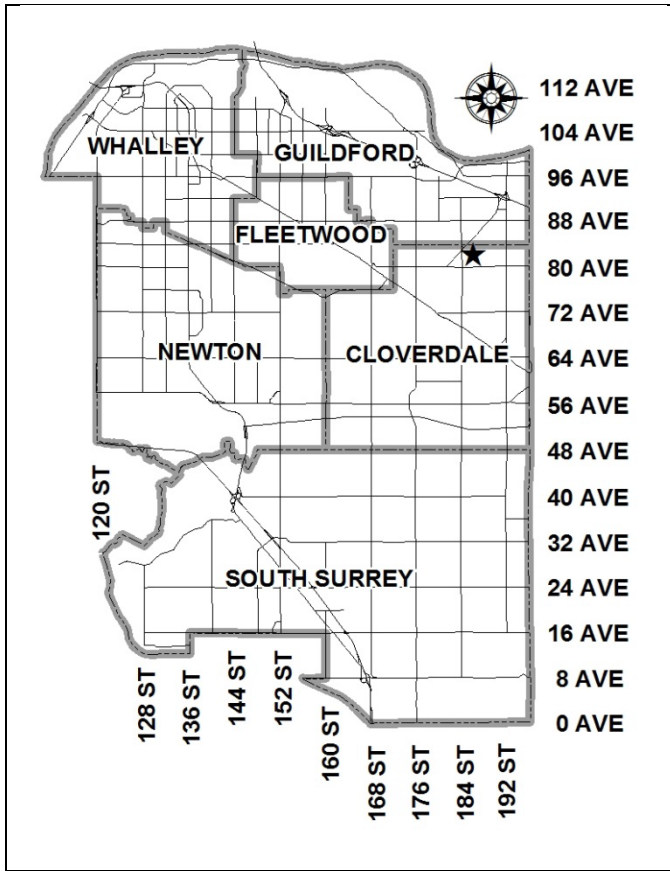 112 AVE
104 AVE
WHALLEY
GUILDFORD
96 AVE
88 AVE
FLEETWOOD
80 AVE
72 AVE
NEWTON
CLOVERDALE
64 AVE
56 AVE
48 AVE
120 ST
40 AVE
32 AVE
SOUTH SURREY
24 AVE
16 AVE
8 AVE
0 AVE
128 ST
136 ST
144 ST
152 ST
160 ST
168 ST
176 ST
184 ST
192 ST